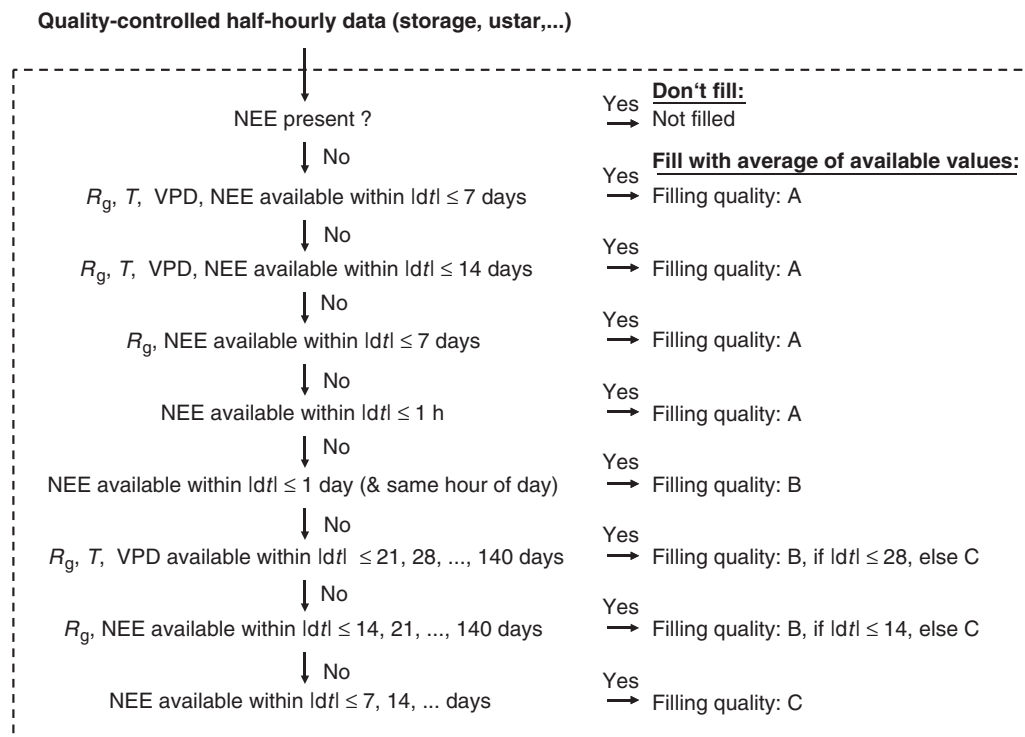 Quality-controlled half-hourly data (storage, ustar,...)
NEE present ?
Yes
Don't fill:
Not filled
No
Fill with average of available values:
Rg, T, VPD, NEE available within |dt| ≤ 7 days
Yes
Filling quality: A
No
Rg, T, VPD, NEE available within |dt| ≤ 14 days
Yes
Filling quality: A
No
Rg, NEE available within |dt| ≤ 7 days
Yes
Filling quality: A
No
NEE available within |dt| ≤ 1 h
Yes
Filling quality: A
No
NEE available within |dt| ≤ 1 day (& same hour of day)
Yes
Filling quality: B
No
Rg, T, VPD available within |dt| ≤ 21, 28, ..., 140 days
Yes
Filling quality: B, if |dt| ≤ 28, else C
No
Rg, NEE available within |dt| ≤ 14, 21, ..., 140 days
Yes
Filling quality: B, if |dt| ≤ 14, else C
No
NEE available within |dt| ≤ 7, 14, ... days
Yes
Filling quality: C